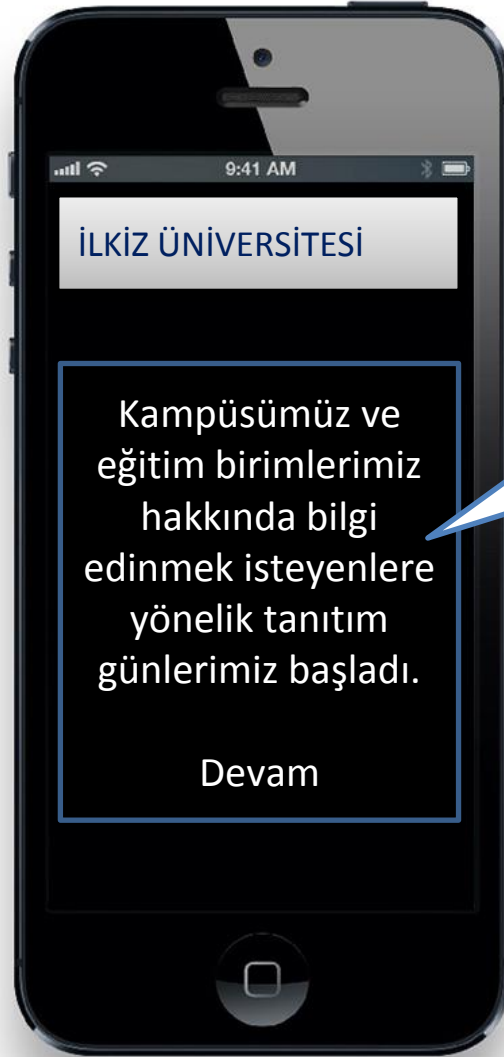 9:41 AM
İLKİZ ÜNİVERSİTESİ
Kampüsümüz ve
eğitim birimlerimiz
hakkında bilgi
edinmek isteyenlere
yönelik tanıtım
günlerimiz başladı.
Devam